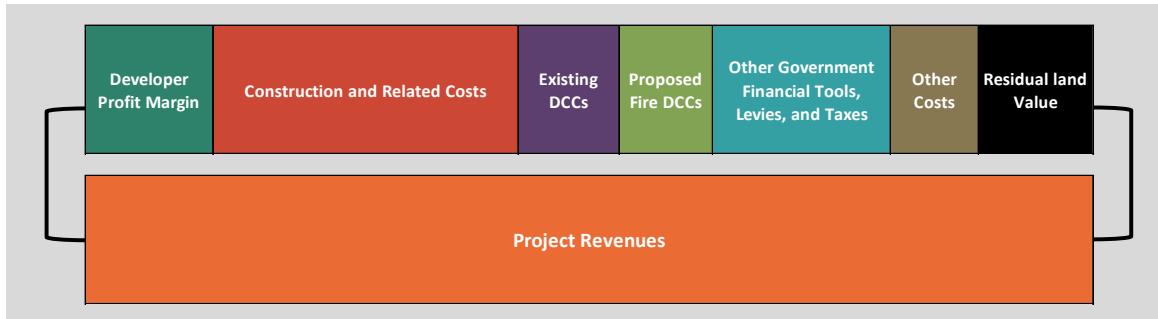 Developer
Profit Margin
Construction and Related Costs
Existing
DCCs
Proposed
Fire DCCs
Other Government
Financial Tools,
Levies, and Taxes
Other
Costs
Residual land
Value
Project Revenues